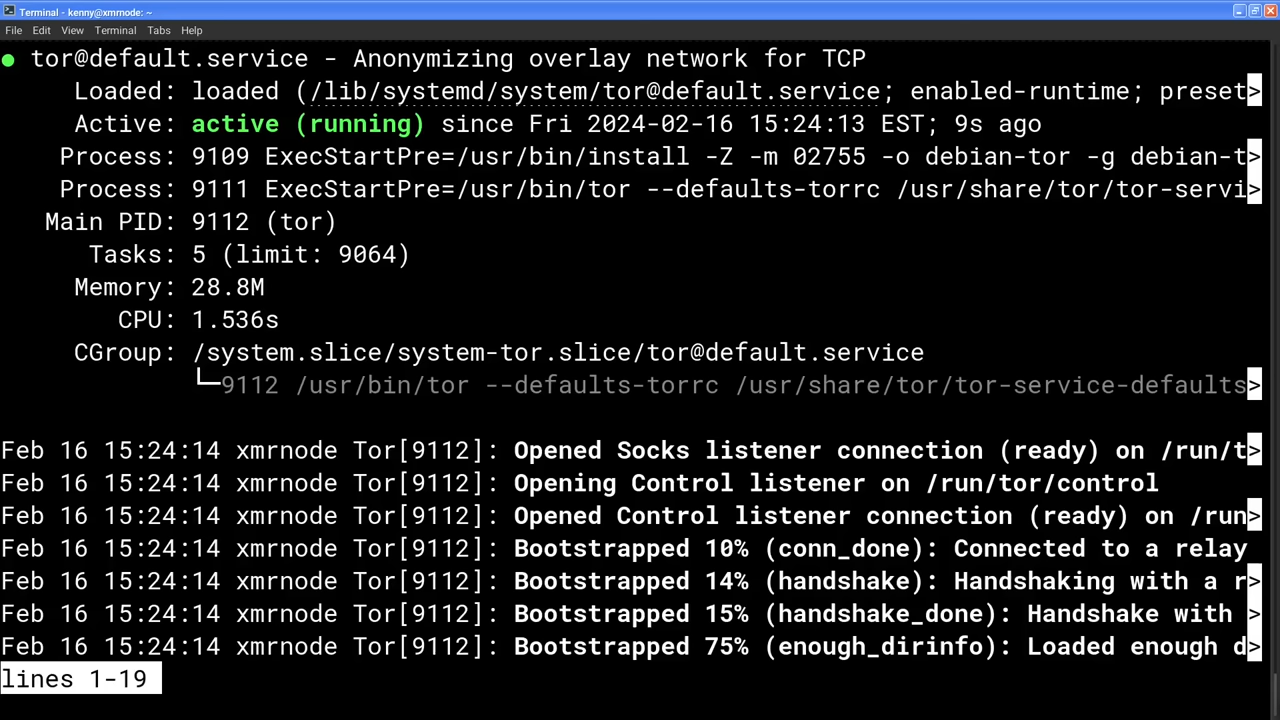 Terminal - kenny@xmrnode: ~
File Edit View Terminal Tabs Help
● tor@default.service - Anonymizing overlay network for TCP
Loaded: loaded (/lib/systemd/system/tor@default.service; enabled-runtime; preset>
Active: active (running) since Fri 2024-02-16 15:24:13 EST; 9s ago
Process: 9109 ExecStartPre=/usr/bin/install -Z -m 02755 -o debian-tor -g debian-t>
Process: 9111 ExecStartPre=/usr/bin/tor --defaults-torrc /usr/share/tor/tor-servi>
Main PID: 9112 (tor)
Tasks: 5 (limit: 9064)
Memory: 28.8M
CPU: 1.536s
CGroup: /system.slice/system-tor.slice/tor@default.service
└─9112 /usr/bin/tor --defaults-torrc /usr/share/tor/tor-service-defaults>
Feb 16 15:24:14 xmrnode Tor[9112]: Opened Socks listener connection (ready) on /run/t>
Feb 16 15:24:14 xmrnode Tor[9112]: Opening Control listener on /run/tor/control
Feb 16 15:24:14 xmrnode Tor[9112]: Opened Control listener connection (ready) on /run>
Feb 16 15:24:14 xmrnode Tor[9112]: Bootstrapped 10% (conn_done): Connected to a relay
Feb 16 15:24:14 xmrnode Tor[9112]: Bootstrapped 14% (handshake): Handshaking with a r>
Feb 16 15:24:14 xmrnode Tor[9112]: Bootstrapped 15% (handshake_done): Handshake with >
Feb 16 15:24:14 xmrnode Tor[9112]: Bootstrapped 75% (enough_dirinfo): Loaded enough d>
lines 1-19